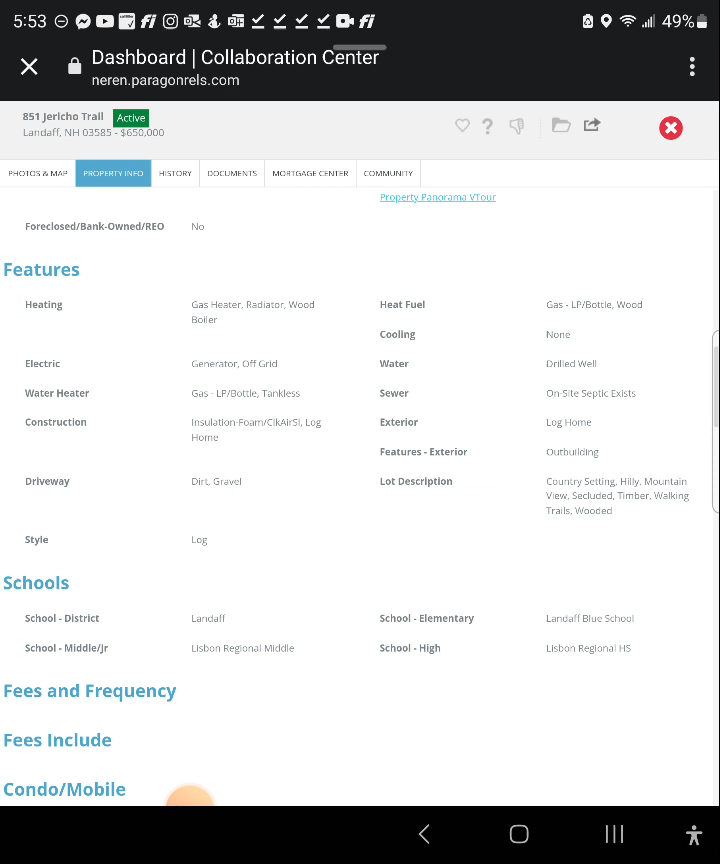 5:53
49%
Dashboard | Collaboration Center
neren.paragonrels.com
851 Jericho Trail Active
Landaff, NH 03585 - $650,000
PHOTOS & MAP PROPERTY INFO HISTORY DOCUMENTS MORTGAGE CENTER COMMUNITY
Property Panorama VTour
Foreclosed/Bank-Owned/REO No
Features
Heating Gas Heater, Radiator, Wood Boiler
Heat Fuel Gas - LP/Bottle, Wood
Cooling None
Electric Generator, Off Grid
Water Drilled Well
Water Heater Gas - LP/Bottle, Tankless
Sewer On-Site Septic Exists
Construction Insulation-Foam/ClkAirSl, Log
Home
Exterior Log Home
Features - Exterior Outbuilding
Driveway Dirt, Gravel
Lot Description Country Setting, Hilly, Mountain
View, Secluded, Timber, Walking
Trails, Wooded
Style Log
Schools
School - District Landaff
School - Elementary Landaff Blue School
School - Middle/Jr Lisbon Regional Middle
School - High Lisbon Regional HS
Fees and Frequency
Fees Include
Condo/Mobile